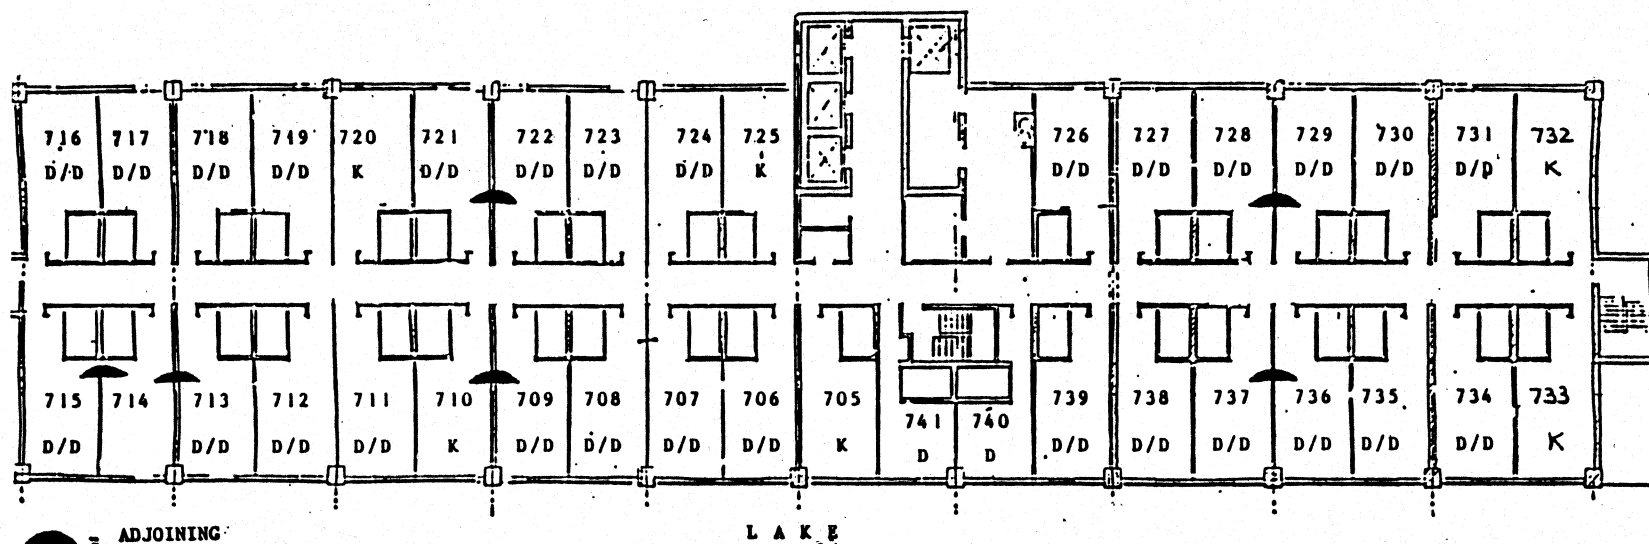 716 717 718 719 720 721 722 723 724 725 726 727 728 729 730 731 732
D/D D/D D/D D/D K D/D D/D D/D D/D K D/D D/D D/D D/D D/D D/D K
715 714 713 712 711 710 709 708 707 706 705 741 740 739 738 737 736 735 734 733
D/D D/D D/D D/D K D/D D/D D/D D/D K D D D/D D/D D/D D/D D/D D/D K
= ADJOINING
LAKE